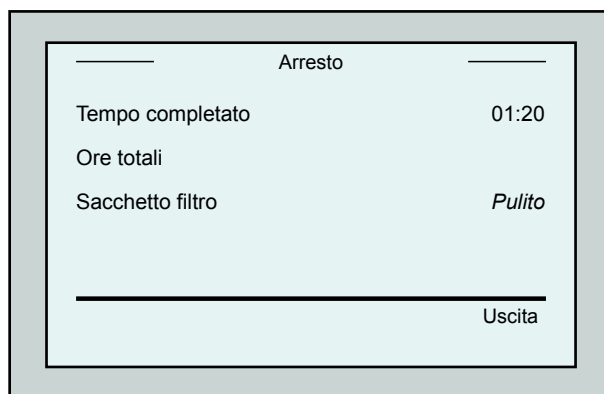 Arresto
Tempo completato 01:20
Ore totali
Sacchetto filtro Pulito
Uscita